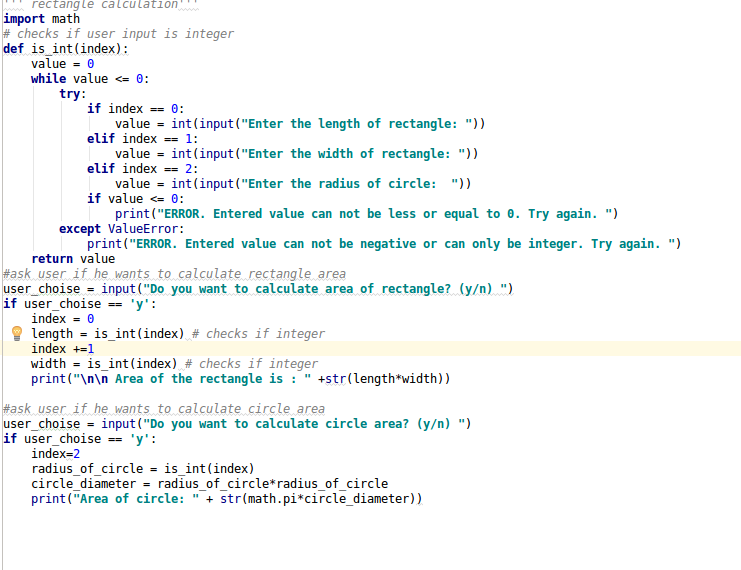 ''' rectangle calculation'''
import math
# checks if user input is integer
def is_int(index):
    value = 0
    while value <= 0:
        try:
            if index == 0:
                value = int(input("Enter the length of rectangle: "))
            elif index == 1:
                value = int(input("Enter the width of rectangle: "))
            elif index == 2:
                value = int(input("Enter the radius of circle:  "))
            if value <= 0:
                print("ERROR. Entered value can not be less or equal to 0. Try again. ")
        except ValueError:
            print("ERROR. Entered value can not be negative or can only be integer. Try again. ")
    return value
#ask user if he wants to calculate rectangle area
user_choise = input("Do you want to calculate area of rectangle? (y/n) ")
if user_choise == 'y':
    index = 0
    length = is_int(index) # checks if integer
    index +=1
    width = is_int(index) # checks if integer
    print("\n\n Area of the rectangle is : " +str(length*width))
#ask user if he wants to calculate circle area
user_choise = input("Do you want to calculate circle area? (y/n) ")
if user_choise == 'y':
    index=2
    radius_of_circle = is_int(index)
    circle_diameter = radius_of_circle*radius_of_circle
    print("Area of circle: " + str(math.pi*circle_diameter))